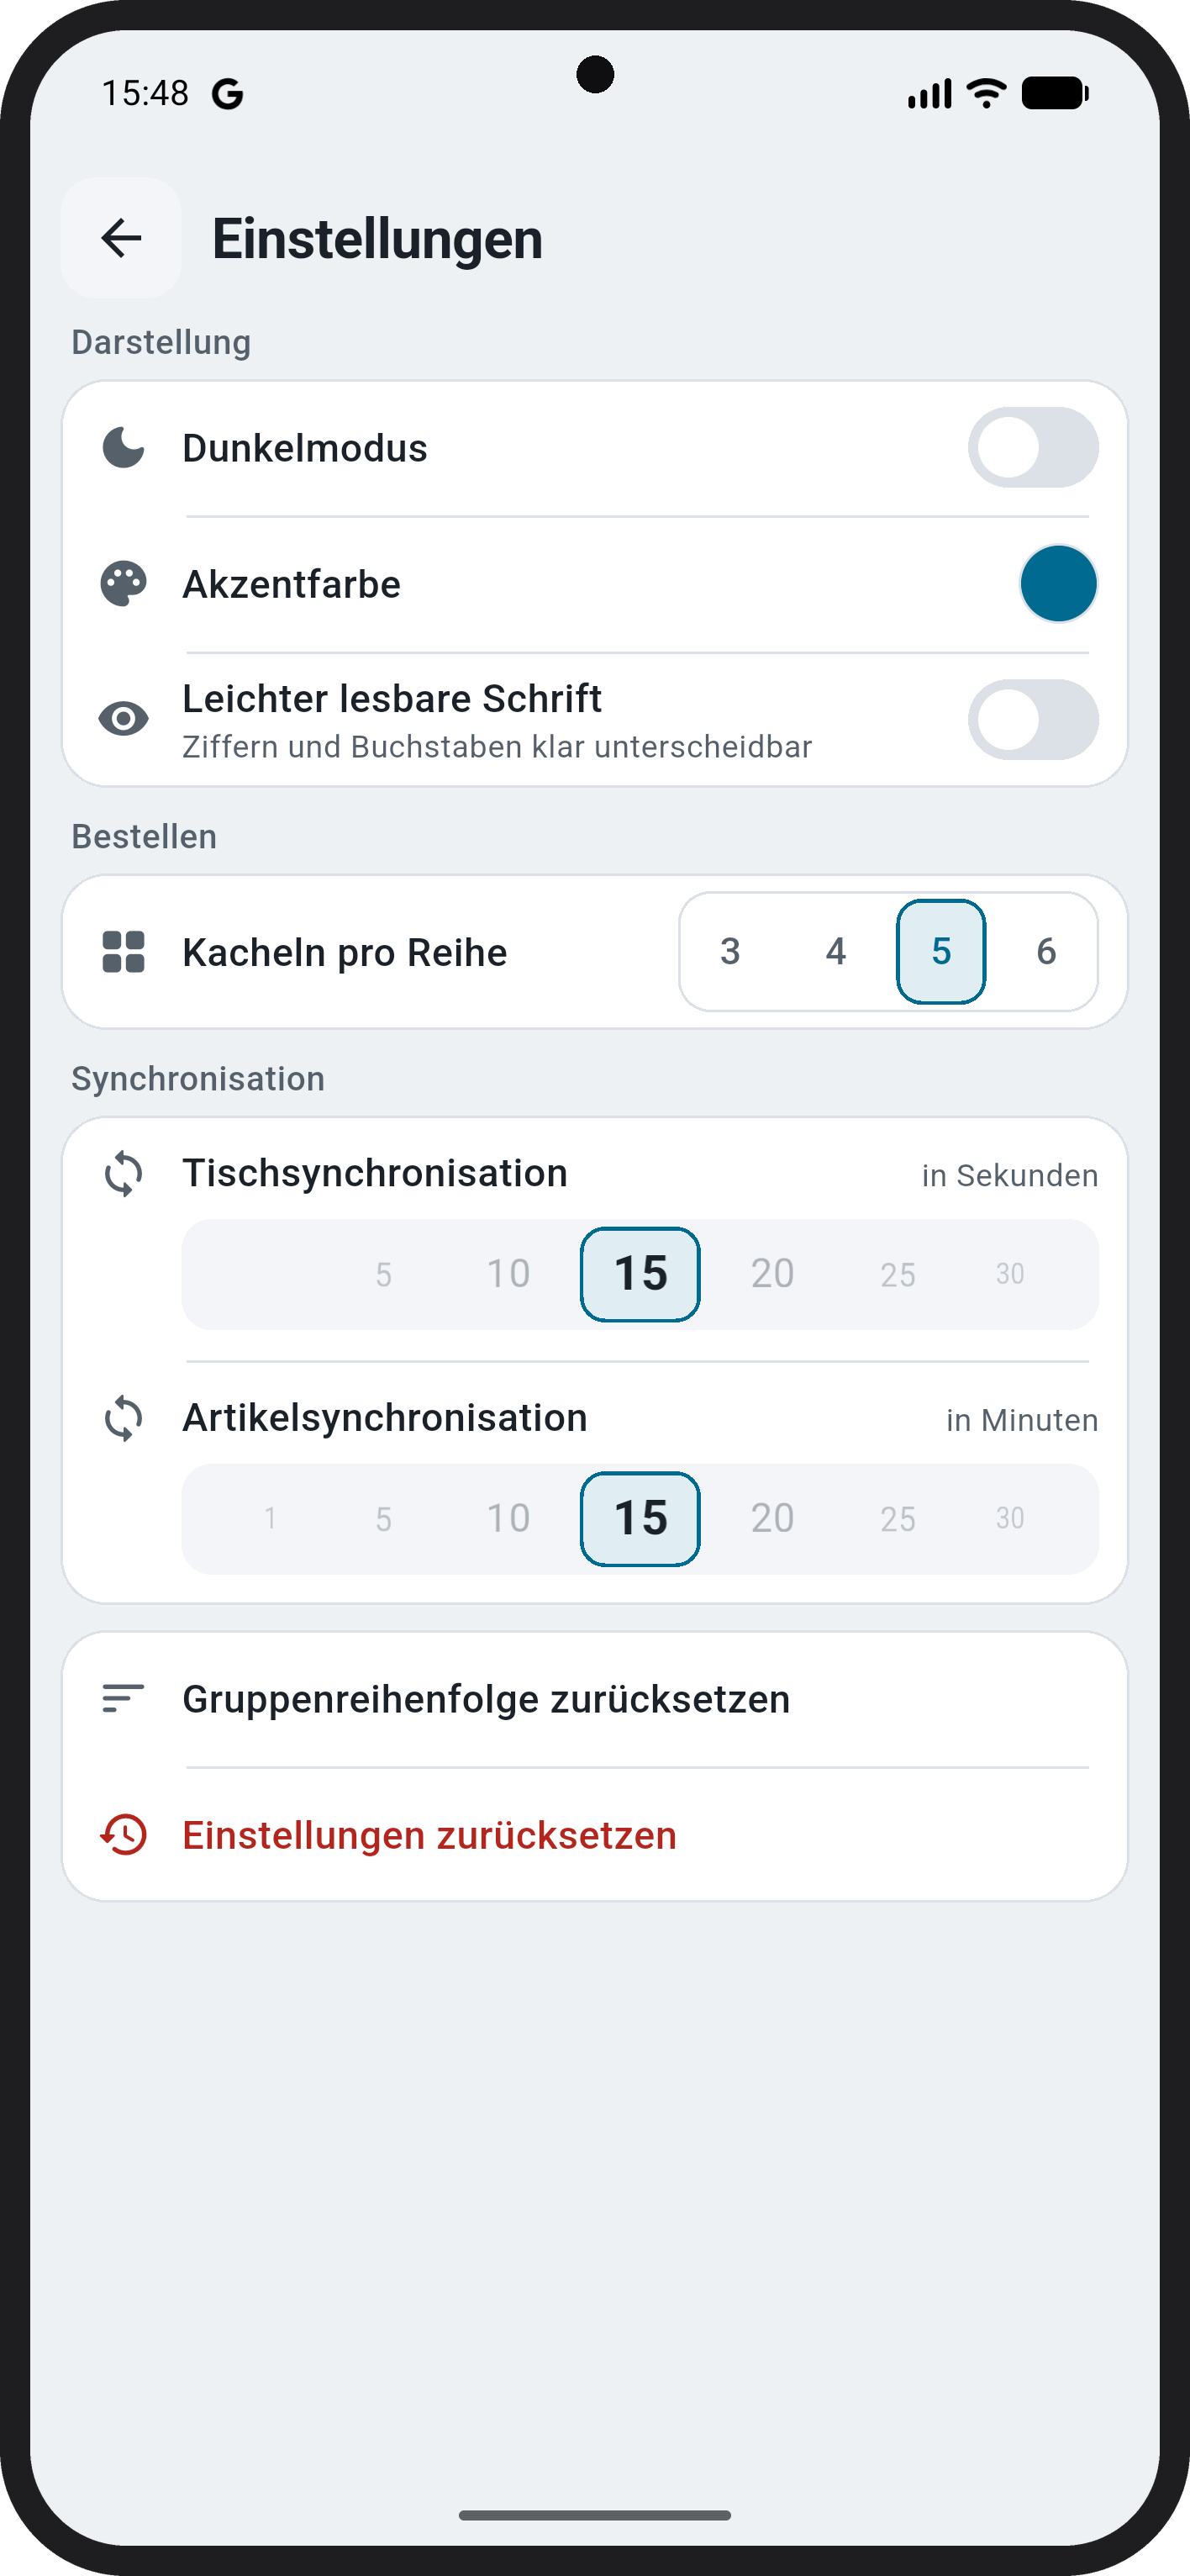 15:48 G
Einstellungen
Darstellung
Dunkelmodus
Akzentfarbe
Leichter lesbare Schrift
Ziffern und Buchstaben klar unterscheidbar
Bestellen
Kacheln pro Reihe 3 4 5 6
Synchronisation
Tischsynchronisation in Sekunden
5 10 15 20 25 30
Artikelsynchronisation in Minuten
1 5 10 15 20 25 30
Gruppenreihenfolge zurücksetzen
Einstellungen zurücksetzen